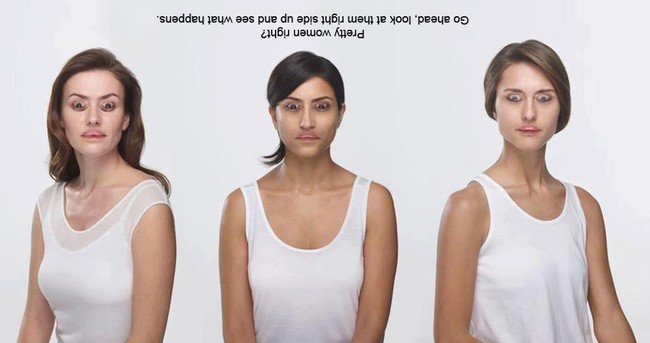 Pretty women right?
Go ahead, look at them right side up and see what happens.